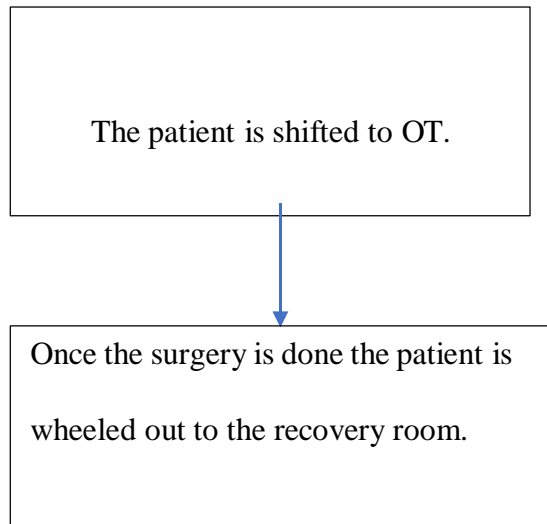 The patient is shifted to OT.
Once the surgery is done the patient is
wheeled out to the recovery room.